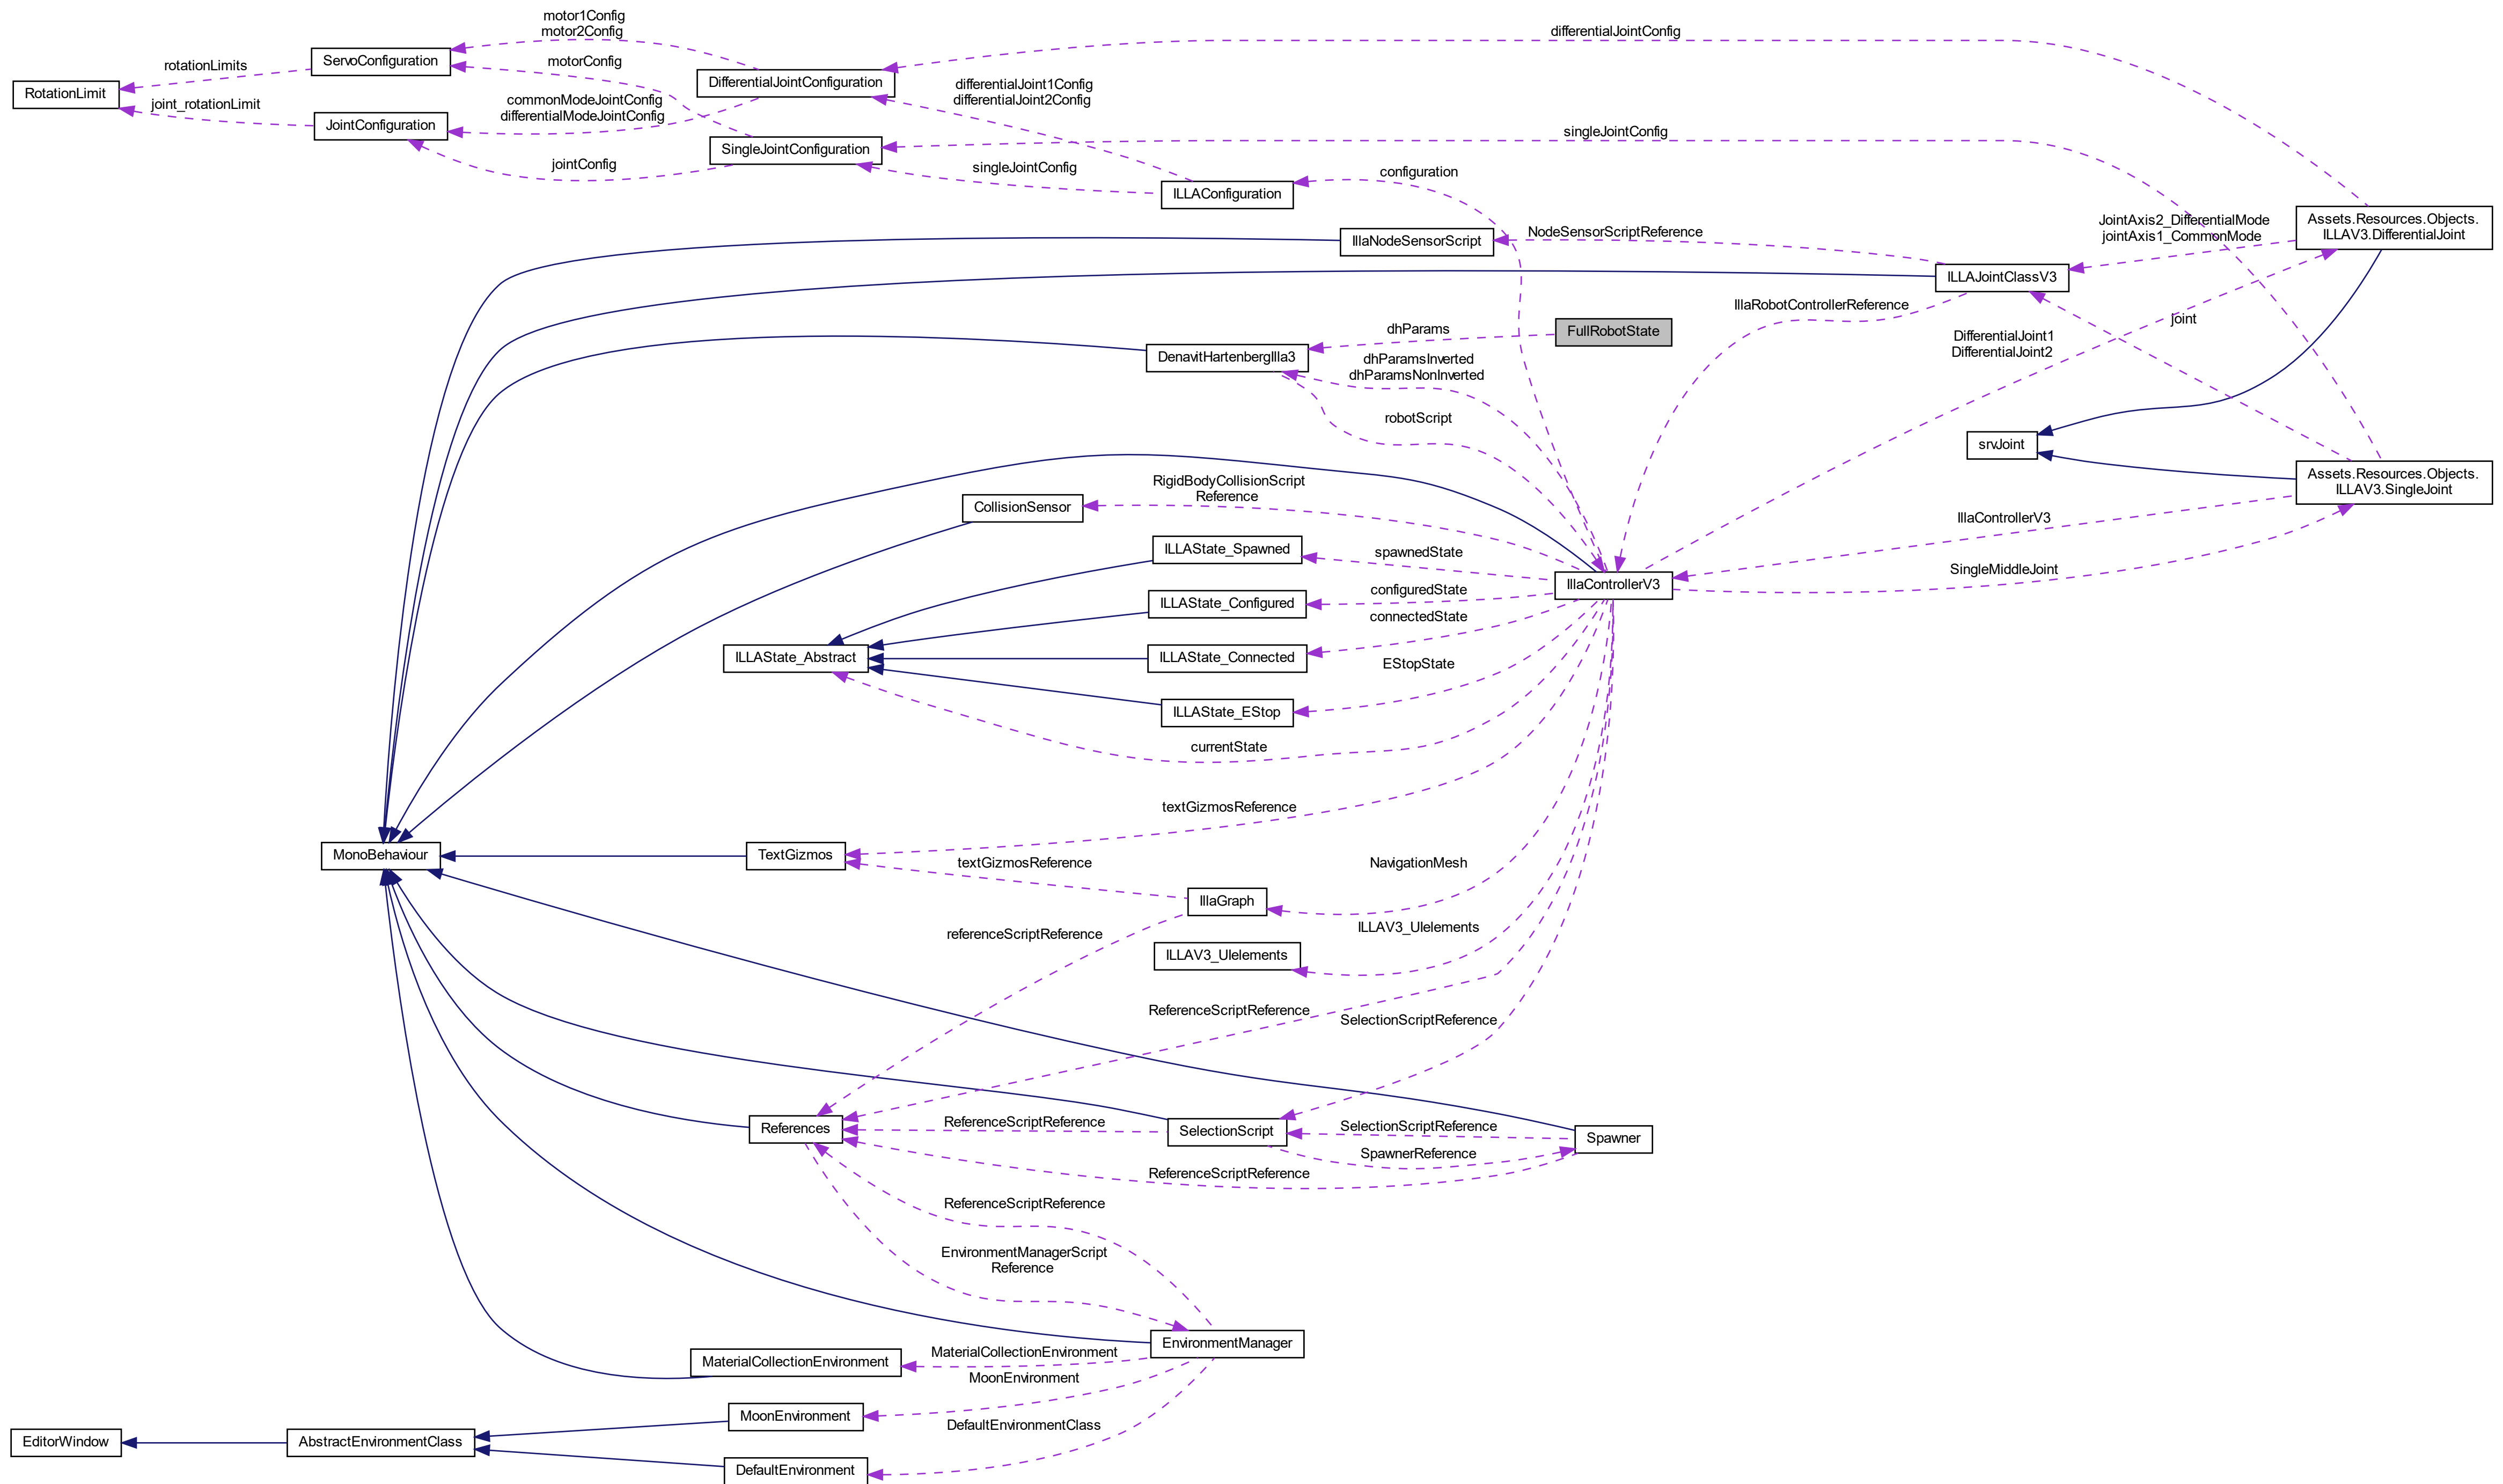 motor1Config
motor2Config
differentialJointConfig
ServoConfiguration
rotationLimits
motorConfig
RotationLimit
DifferentialJointConfiguration
differentialJoint1Config
differentialJoint2Config
joint_rotationLimit
commonModeJointConfig
differentialModeJointConfig
JointConfiguration
singleJointConfig
SingleJointConfiguration
jointConfig
singleJointConfig
configuration
ILLAConfiguration
Assets.Resources.Objects.
ILLAV3.DifferentialJoint
JointAxis2_DifferentialMode
jointAxis1_CommonMode
NodeSensorScriptReference
IllaNodeSensorScript
ILLAJointClassV3
IllaRobotControllerReference
joint
FullRobotState
dhParams
DifferentialJoint1
DifferentialJoint2
DenavitHartenbergIlla3
dhParamsInverted
dhParamsNonInverted
robotScript
srvJoint
Assets.Resources.Objects.
ILLAV3.SingleJoint
RigidBodyCollisionScript
Reference
CollisionSensor
IllaControllerV3
ILLAState_Spawned
spawnedState
SingleMiddleJoint
IllaControllerV3
configuredState
ILLAState_Configured
connectedState
ILLAState_Abstract
ILLAState_Connected
EStopState
ILLAState_EStop
currentState
textGizmosReference
MonoBehaviour
TextGizmos
textGizmosReference
NavigationMesh
IllaGraph
referenceScriptReference
ILLAV3_UIelements
ILLAV3_UIelements
ReferenceScriptReference
SelectionScriptReference
References
ReferenceScriptReference
SelectionScript
SelectionScriptReference
Spawner
SpawnerReference
ReferenceScriptReference
ReferenceScriptReference
EnvironmentManagerScript
Reference
EnvironmentManager
MaterialCollectionEnvironment
MaterialCollectionEnvironment
MoonEnvironment
MoonEnvironment
DefaultEnvironmentClass
EditorWindow
AbstractEnvironmentClass
DefaultEnvironment